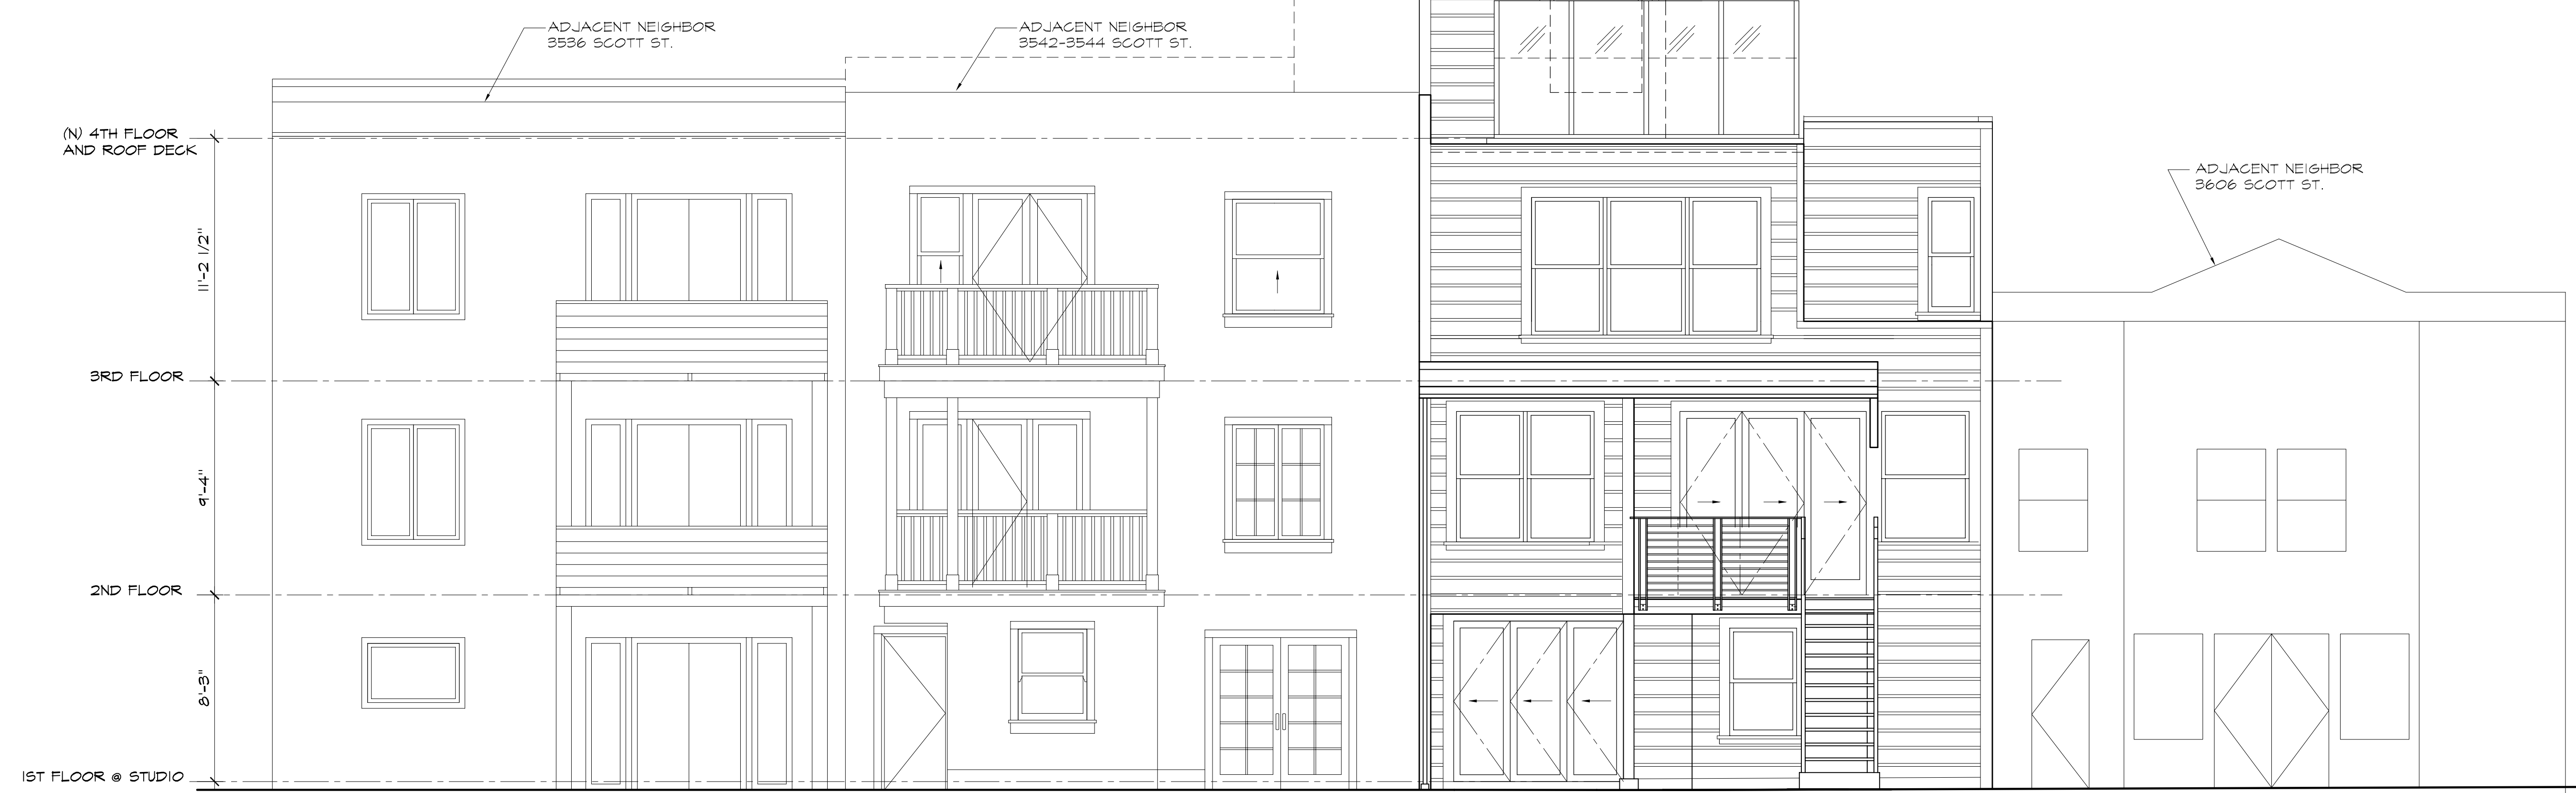 ADJACENT NEIGHBOR
3536 SCOTT ST.
ADJACENT NEIGHBOR
3542-3544 SCOTT ST.
(N) 4TH FLOOR
AND ROOF DECK
ADJACENT NEIGHBOR
3606 SCOTT ST.
11'-2 1/2"
3RD FLOOR
9'-4"
2ND FLOOR
8'-3"
1ST FLOOR @ STUDIO